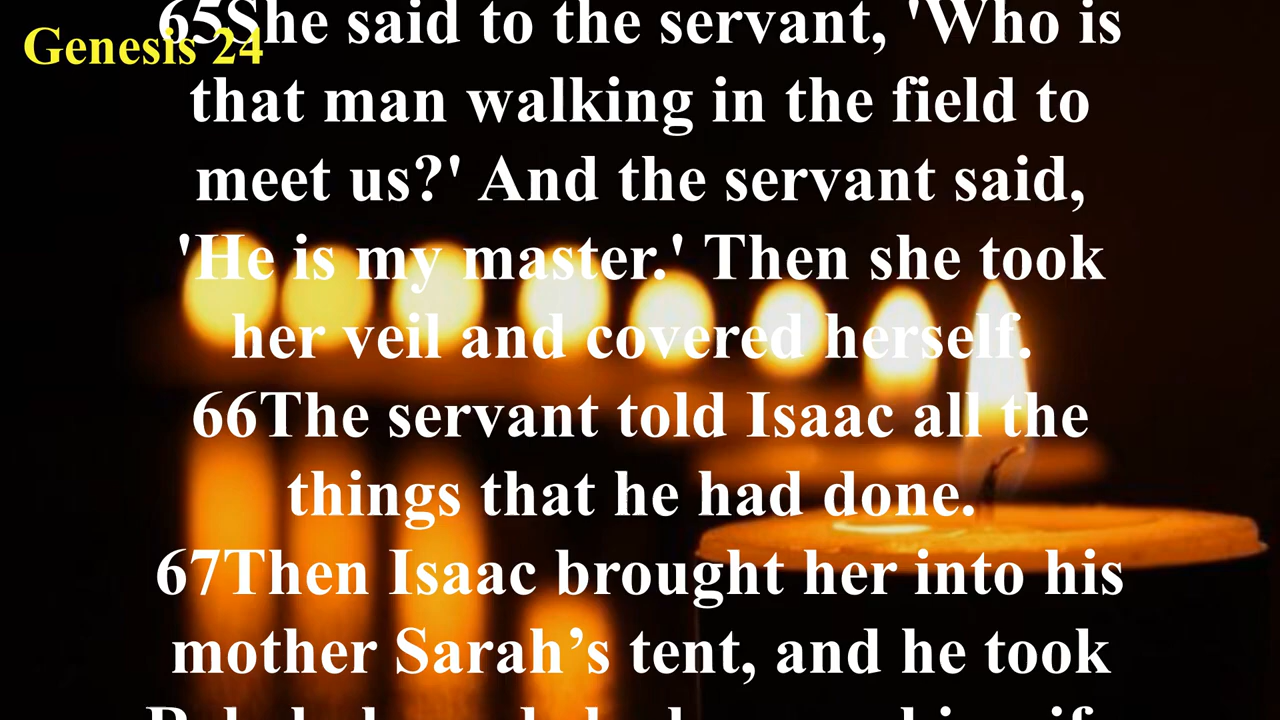 Genesis 24
65She said to the servant, 'Who is
that man walking in the field to
meet us?' And the servant said,
'He is my master.' Then she took
her veil and covered herself.
66The servant told Isaac all the
things that he had done.
67Then Isaac brought her into his
mother Sarah’s tent, and he took